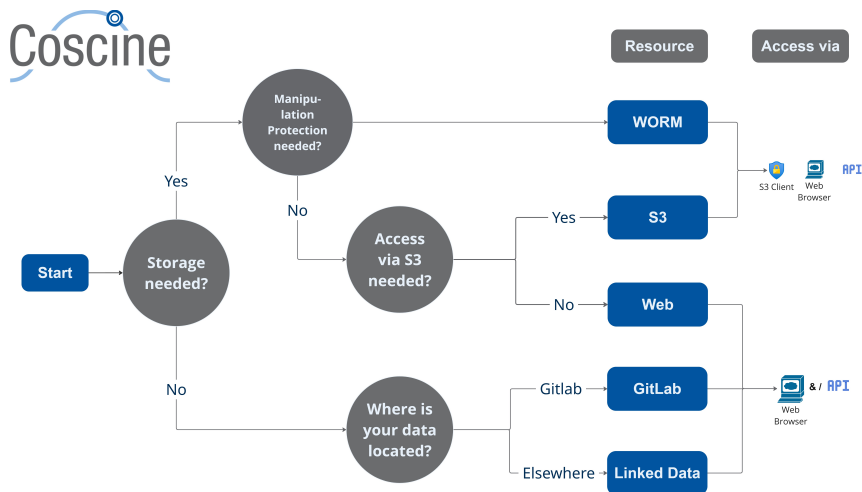 Coscine
Resource
Access via
Manipu-
lation
Protection
needed?
WORM
Yes
S3 Client
Web
Browser
API
No
Access
via S3
needed?
Yes
S3
Start
Storage
needed?
No
Web
No
Where is
your data
located?
Gitlab
GitLab
& /
API
Web
Browser
Elsewhere
Linked Data